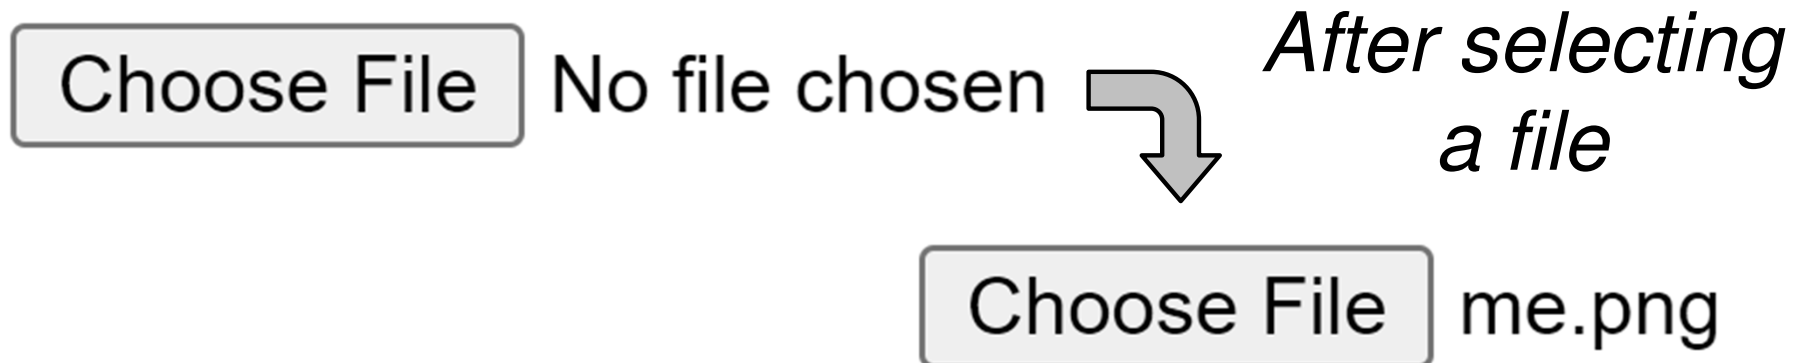 Choose File No file chosen
After selecting
a file
Choose File me.png